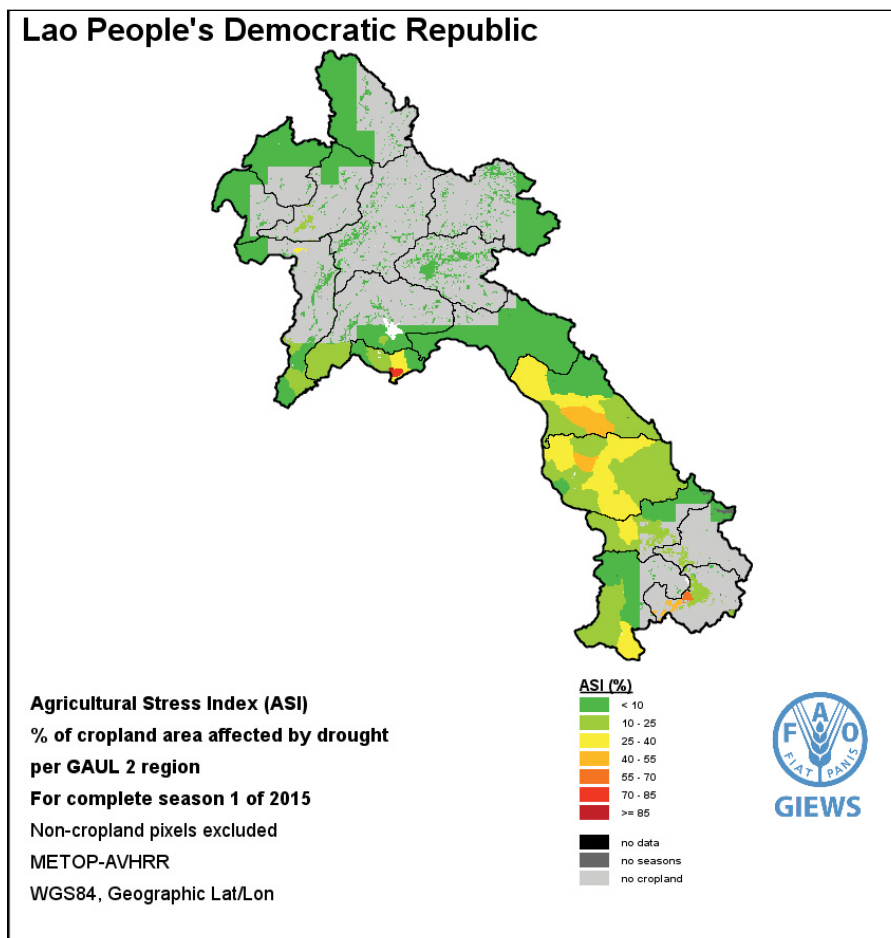 Lao People's Democratic Republic
Agricultural Stress Index (ASI)
% of cropland area affected by drought
per GAUL 2 region
For complete season 1 of 2015
Non-cropland pixels excluded
METOP-AVHRR
WGS84, Geographic Lat/Lon
ASI (%)
< 10
10 - 25
25 - 40
40 - 55
55 - 70
70 - 85
>= 85
no data
no seasons
no cropland
F A O
FIAT PANIS
GIEWS